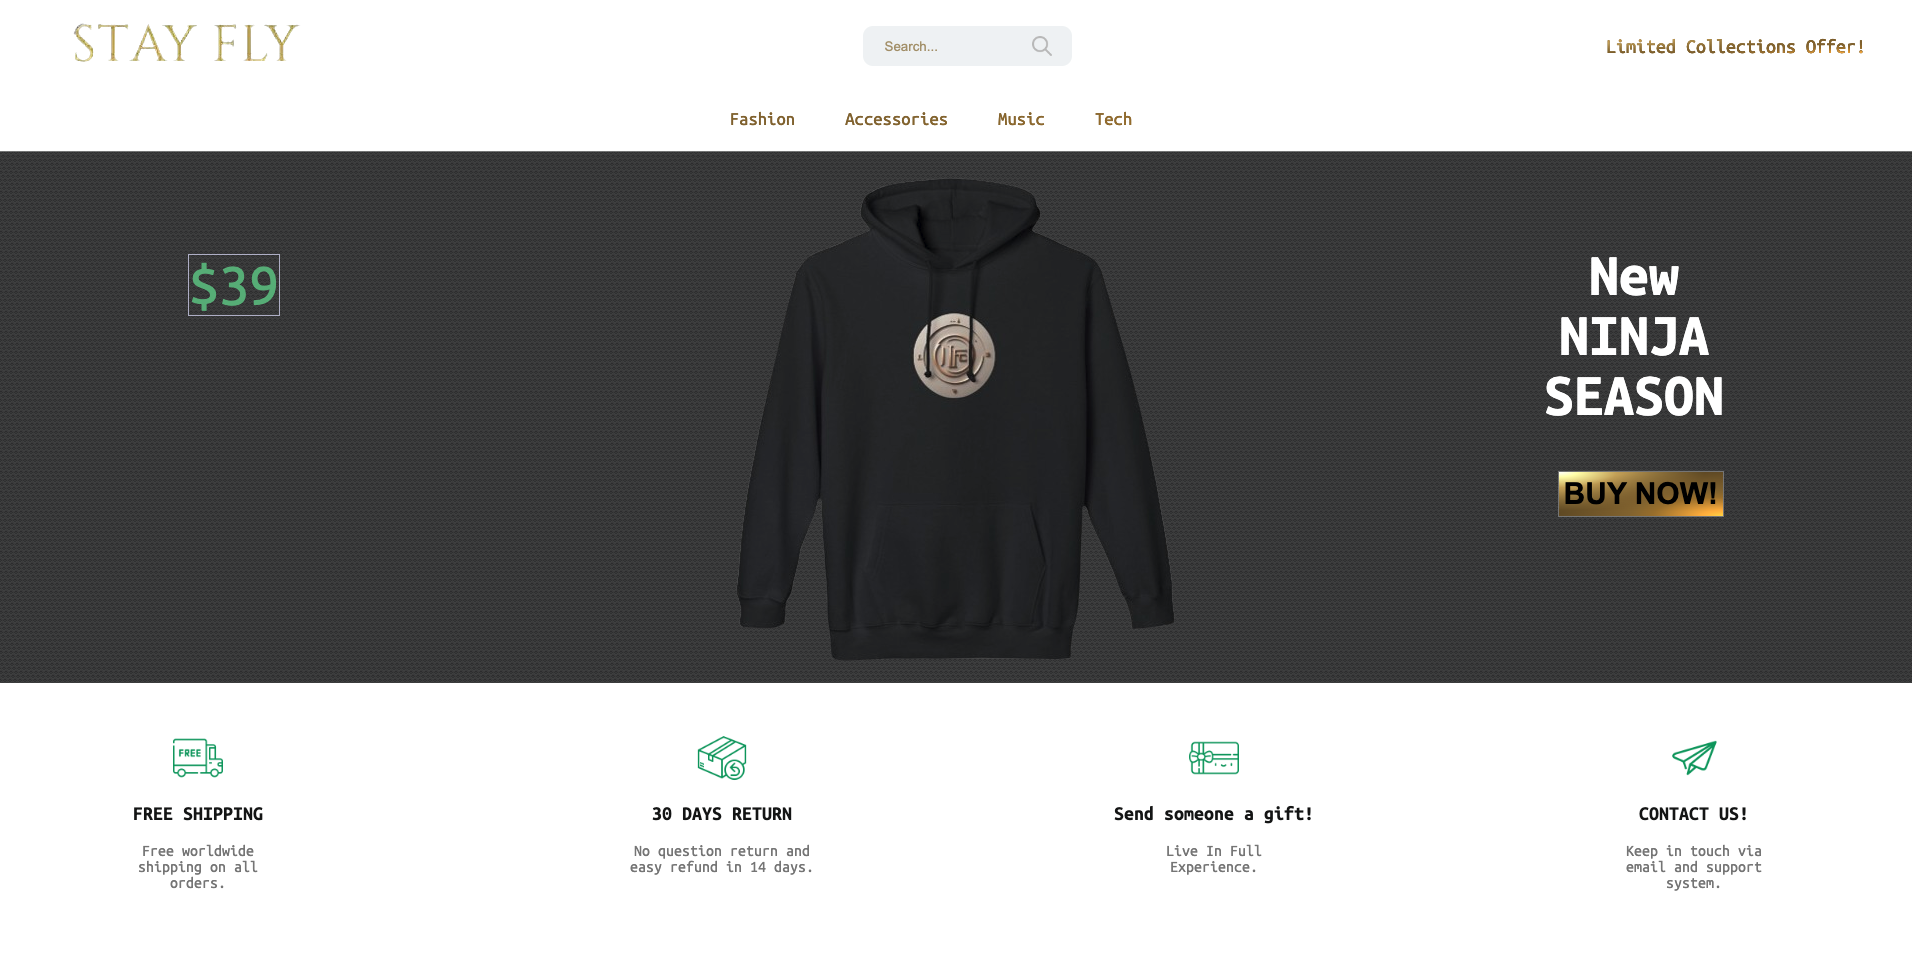 STAY FLY
Search...
Limited Collections Offer!
Fashion Accessories Music Tech
$39
New
NINJA
SEASON
BUY NOW!
FREE
FREE SHIPPING
Free worldwide
shipping on all
orders.
30 DAYS RETURN
No question return and
easy refund in 14 days.
Send someone a gift!
Live In Full
Experience.
CONTACT US!
Keep in touch via
email and support
system.